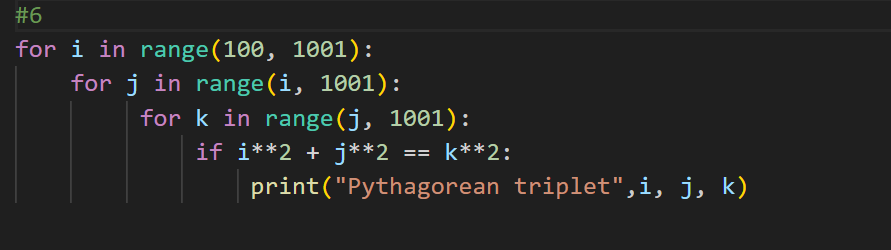 #6
for i in range(100, 1001):
    for j in range(i, 1001):
        for k in range(j, 1001):
            if i**2 + j**2 == k**2:
                print("Pythagorean triplet",i, j, k)